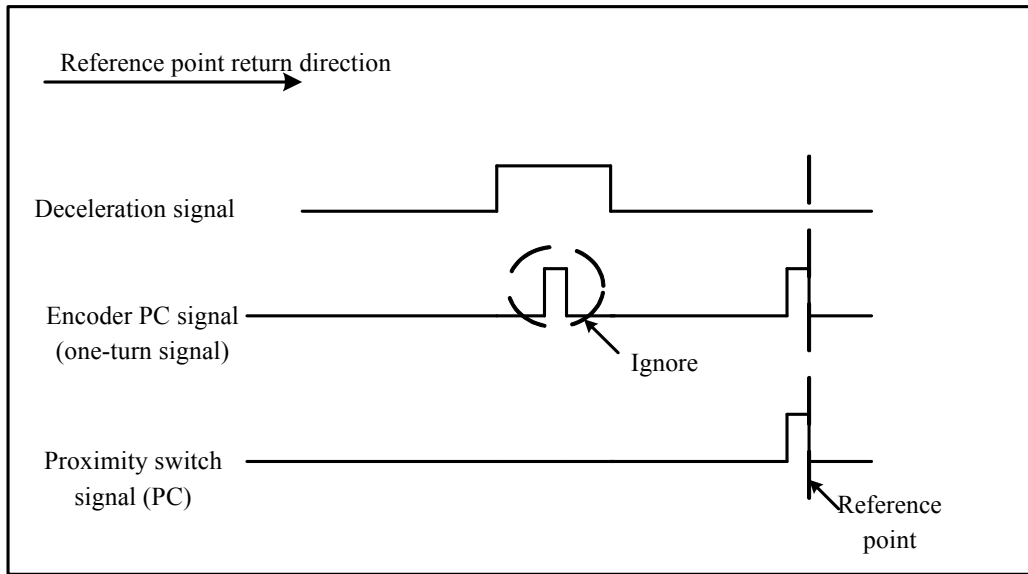 Reference point return direction
Deceleration signal
Encoder PC signal
(one-turn signal)
Ignore
Proximity switch
signal (PC)
Reference
point